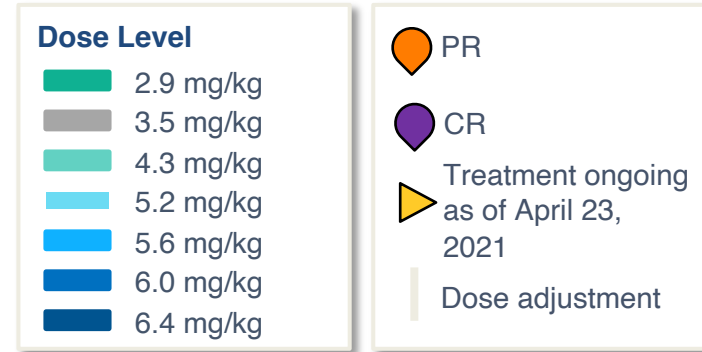 Dose Level
2.9 mg/kg
3.5 mg/kg
4.3 mg/kg
5.2 mg/kg
5.6 mg/kg
6.0 mg/kg
6.4 mg/kg
PR
CR
Treatment ongoing
as of April 23,
2021
Dose adjustment